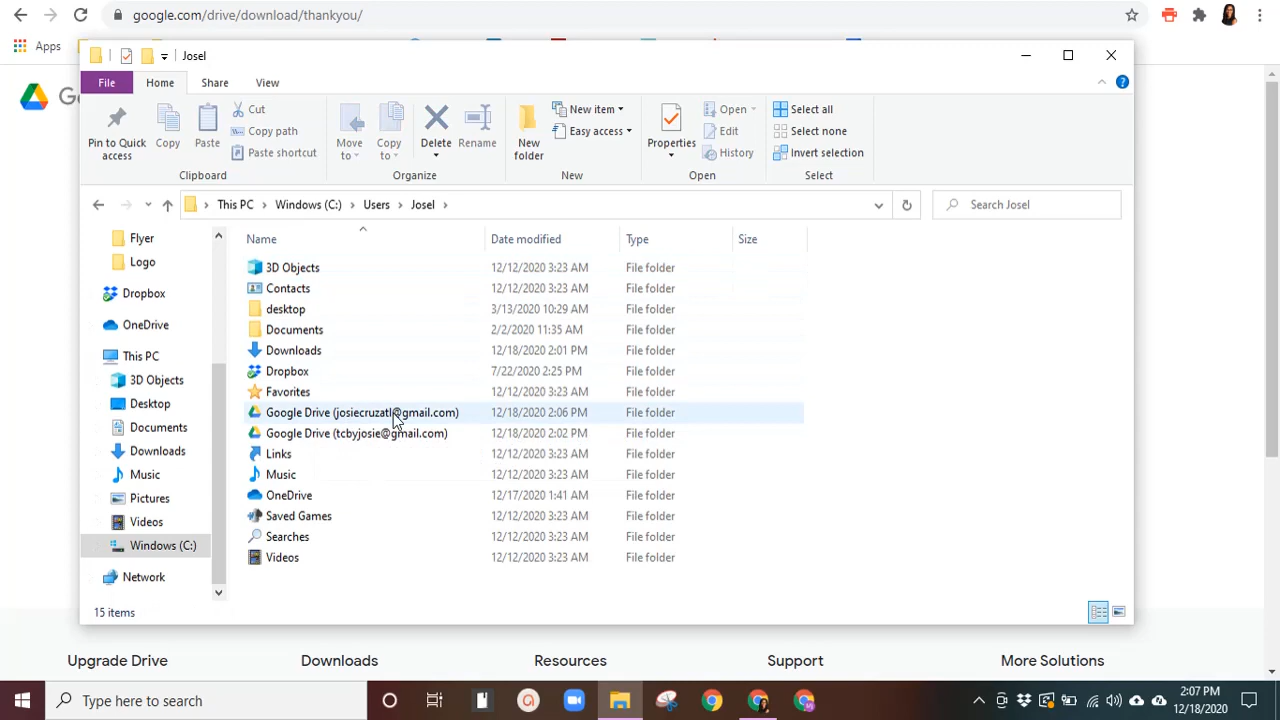 google.com/drive/download/thankyou/
Apps
Josel
File Home Share View
Pin to Quick access
Copy
Paste
Cut
Copy path
Paste shortcut
Clipboard
Move to
Copy to
Delete
Rename
Organize
New folder
New item
Easy access
New
Properties
Open
Edit
History
Open
Select all
Select none
Invert selection
Select
This PC > Windows (C:) > Users > Josel >
Search Josel
Flyer
Logo
Dropbox
OneDrive
This PC
3D Objects
Desktop
Documents
Downloads
Music
Pictures
Videos
Windows (C:)
Network
Name Date modified Type Size
3D Objects 12/12/2020 3:23 AM File folder
Contacts 12/12/2020 3:23 AM File folder
desktop 3/13/2020 10:29 AM File folder
Documents 2/2/2020 11:35 AM File folder
Downloads 12/18/2020 2:01 PM File folder
Dropbox 7/22/2020 2:25 PM File folder
Favorites 12/12/2020 3:23 AM File folder
Google Drive (josiecruzatl@gmail.com) 12/18/2020 2:06 PM File folder
Google Drive (tcbyjosie@gmail.com) 12/18/2020 2:02 PM File folder
Links 12/12/2020 3:23 AM File folder
Music 12/12/2020 3:23 AM File folder
OneDrive 12/17/2020 1:41 AM File folder
Saved Games 12/12/2020 3:23 AM File folder
Searches 12/12/2020 3:23 AM File folder
Videos 12/12/2020 3:23 AM File folder
15 items
Upgrade Drive Downloads Resources Support More Solutions
Type here to search
2:07 PM
12/18/2020